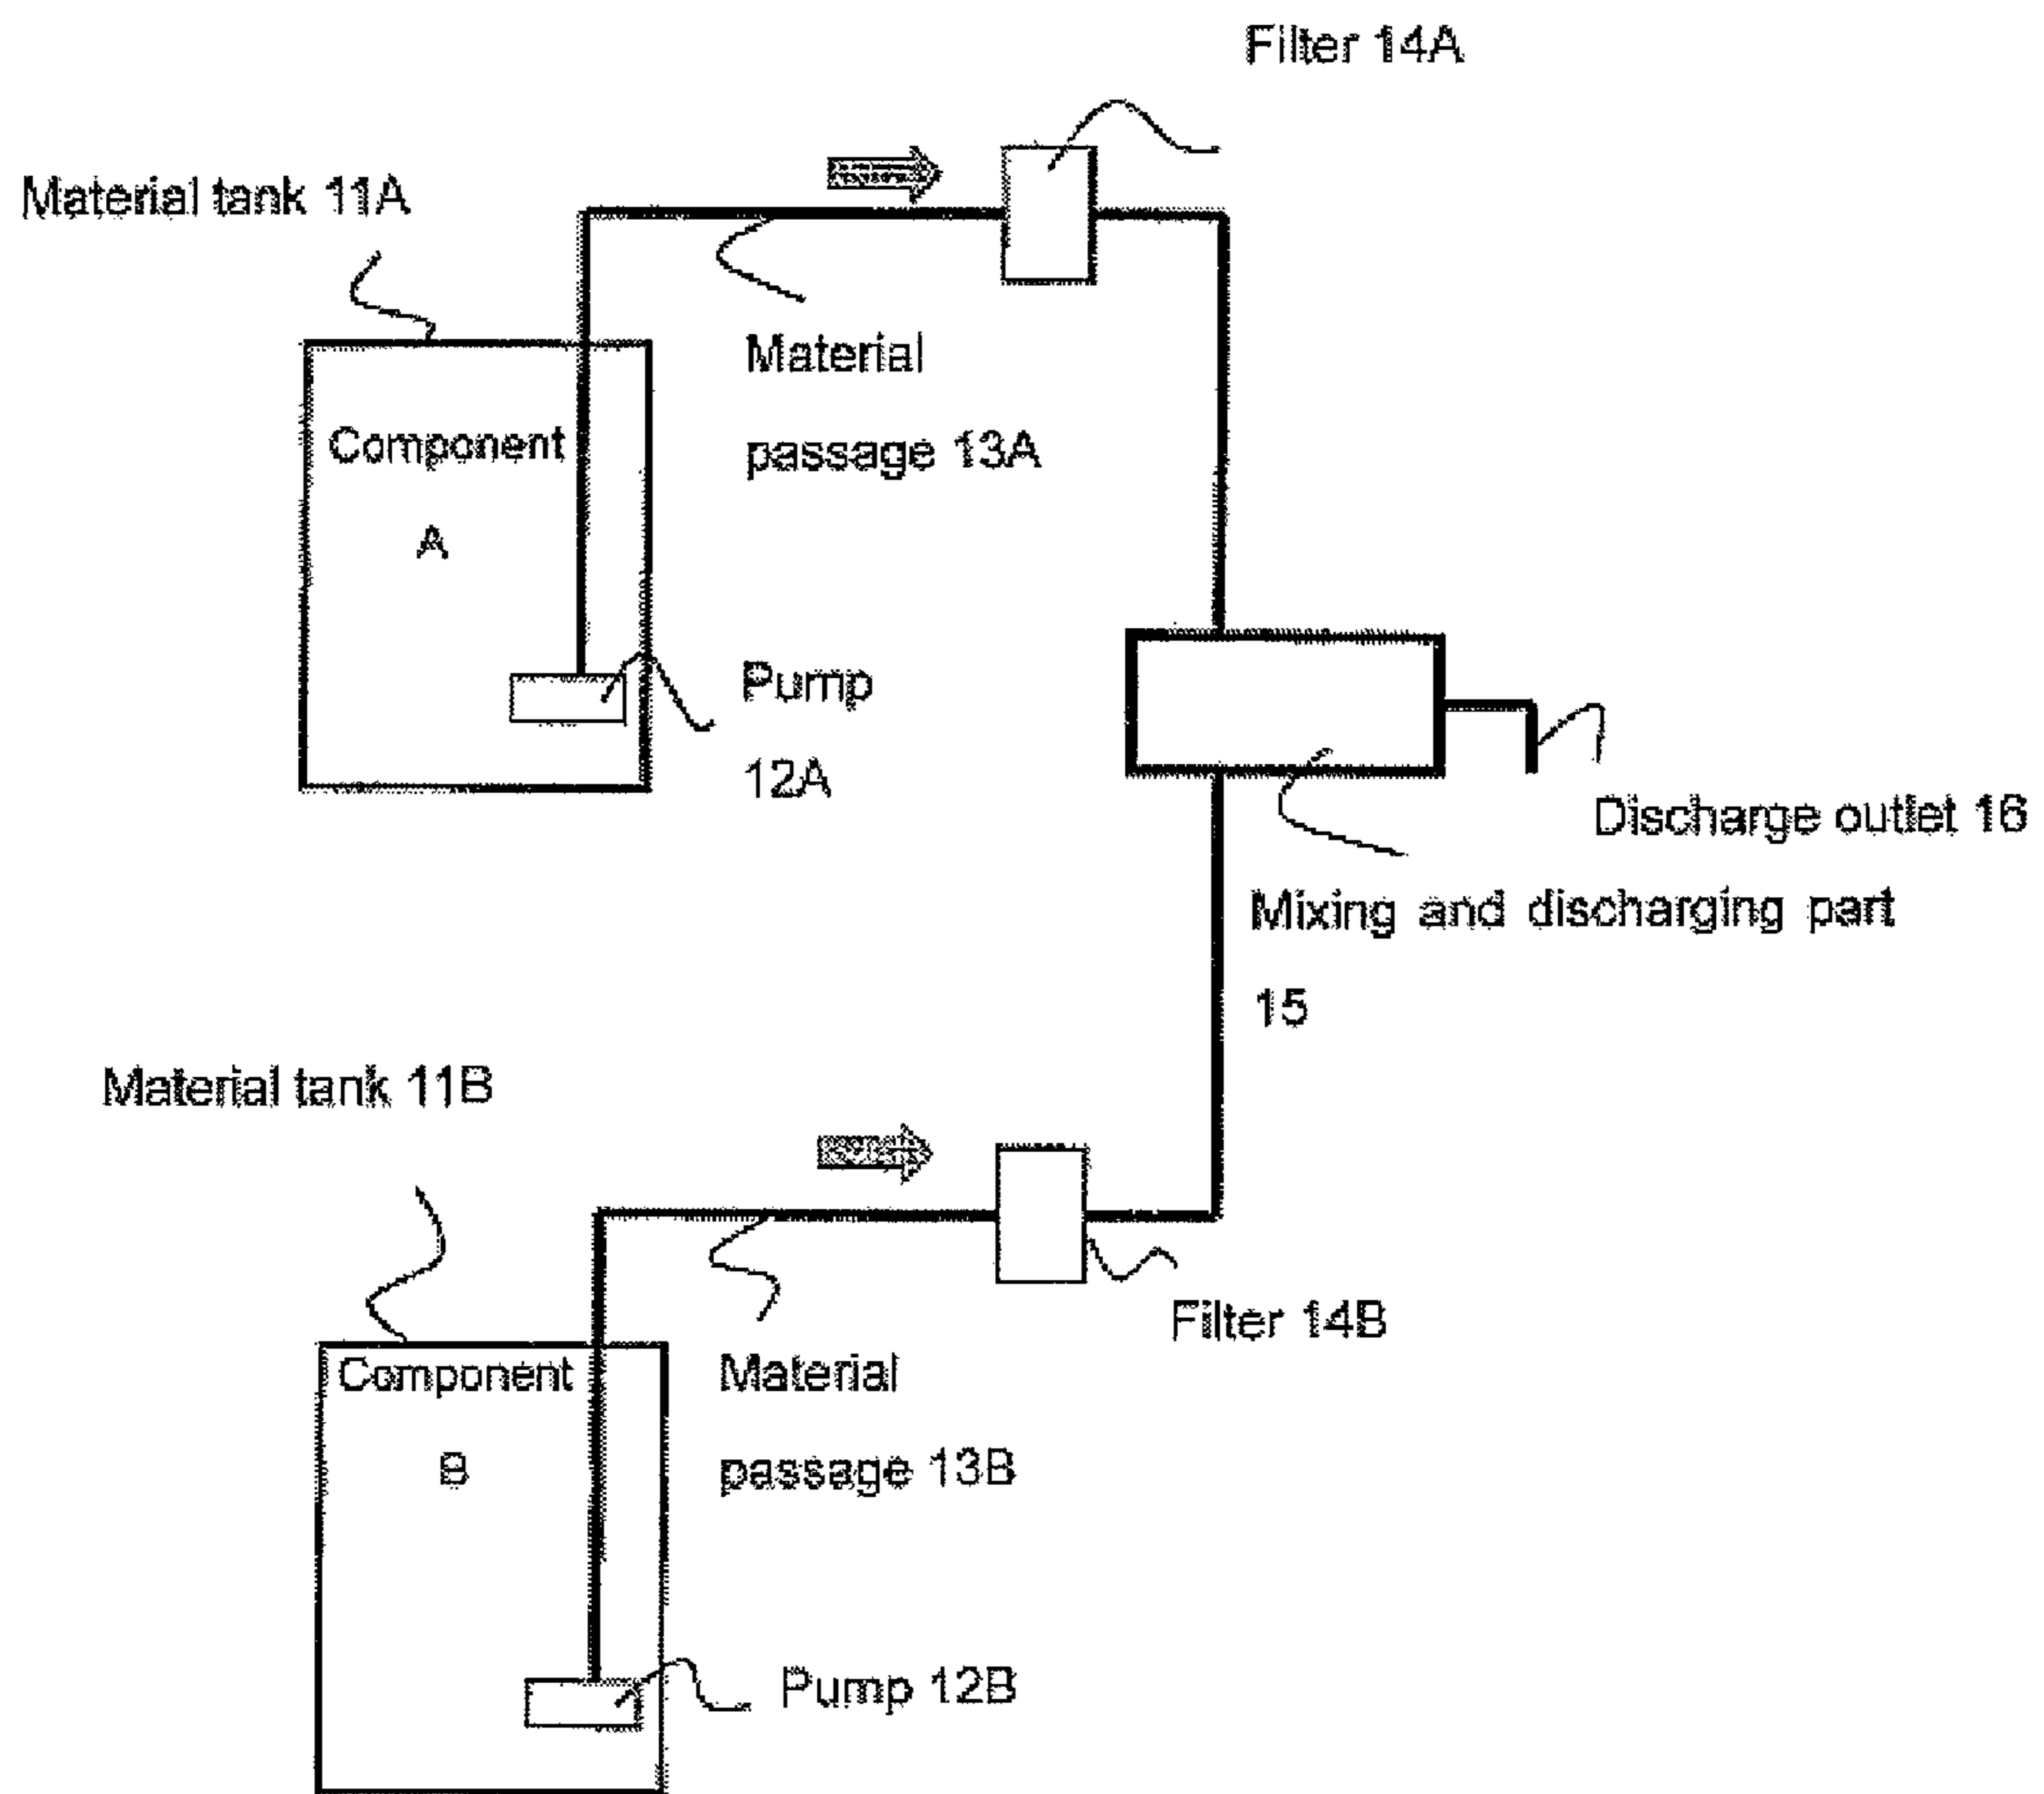 Filter 14A
Material tank 11A
Material
passage 13A
Component
A
Pump
12A
Discharge outlet 16
Mixing and discharging part
15
Material tank 11B
Filter 14B
Component
B
Material
passage 13B
Pump 12B